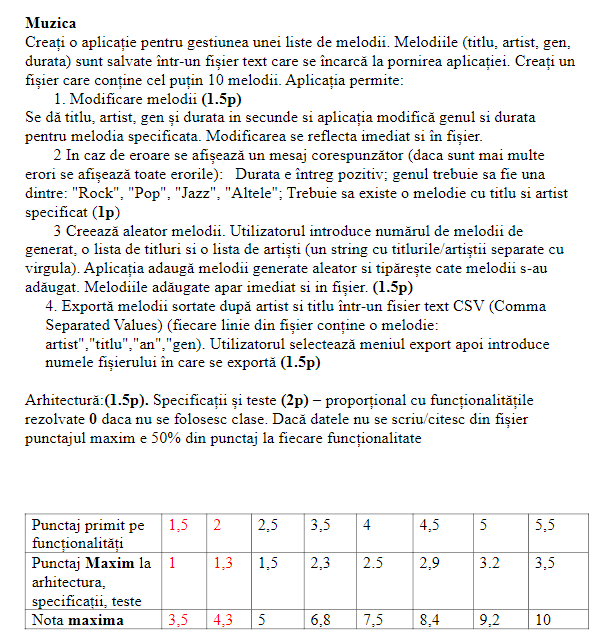 Muzica
Creați o aplicație pentru gestiunea unei liste de melodii. Melodiile (titlu, artist, gen,
durata) sunt salvate într-un fișier text care se încarcă la pornirea aplicației. Creați un
fișier care conține cel puțin 10 melodii. Aplicația permite:
1. Modificare melodii (1.5p)
Se dă titlu, artist, gen și durata in secunde si aplicația modifică genul si durata
pentru melodia specificata. Modificarea se reflecta imediat si în fișier.
2 In caz de eroare se afișează un mesaj corespunzător (daca sunt mai multe
erori se afișează toate erorile): Durata e întreg pozitiv; genul trebuie sa fie una
dintre: "Rock", "Pop", "Jazz", "Altele"; Trebuie sa existe o melodie cu titlu si artist
specificat (1p)
3 Creează aleator melodii. Utilizatorul introduce numărul de melodii de
generat, o lista de titluri si o lista de artiști (un string cu titlurile/artiștii separate cu
virgula). Aplicația adaugă melodii generate aleator si tipărește cate melodii s-au
adăugat. Melodiile adăugate apar imediat si in fișier. (1.5p)
4. Exportă melodii sortate după artist si titlu într-un fisier text CSV (Comma
Separated Values) (fiecare linie din fișier conține o melodie:
artist","titlu","an","gen). Utilizatorul selectează meniul export apoi introduce
numele fișierului în care se exportă (1.5p)
Arhitectură:(1.5p). Specificații și teste (2p) – proporțional cu funcționalitățile
rezolvate 0 daca nu se folosesc clase. Dacă datele nu se scriu/citesc din fișier
punctajul maxim e 50% din punctaj la fiecare funcționalitate
Punctaj primit pe funcționalități 1,5 2 2,5 3,5 4 4,5 5 5,5
Punctaj Maxim la arhitectura, specificații, teste 1 1,3 1,5 2,3 2.5 2,9 3.2 3,5
Nota maxima 3,5 4,3 5 6,8 7,5 8,4 9,2 10